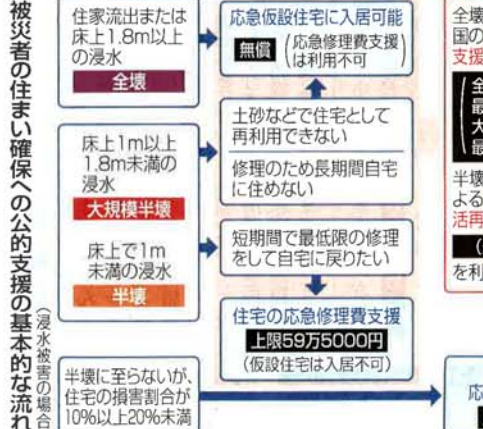 被災者の住まい確保への公的支援の基本的な流れ
(浸水被害の場合
住家流出または
床上1.8m以上
の浸水
全壊
床上1m以上
1.8m未満の
浸水
大規模半壊
床上で1m
未満の浸水
半壊
半壊に至らないが、
住宅の損害割合が
10%以上20%未満
応急仮設住宅に入居可能
無償
(応急修理費支援
は利用不可)
土砂などで住宅として
再利用できない
修理のため長期間自宅
に住めない
短期間で最低限の修理
をして自宅に戻りたい
住宅の応急修理費支援
上限59万5000円
(仮設住宅は入居不可)
全壊
国の
支援
全
最
大
最
半壊
よる
活再
(
を利
応